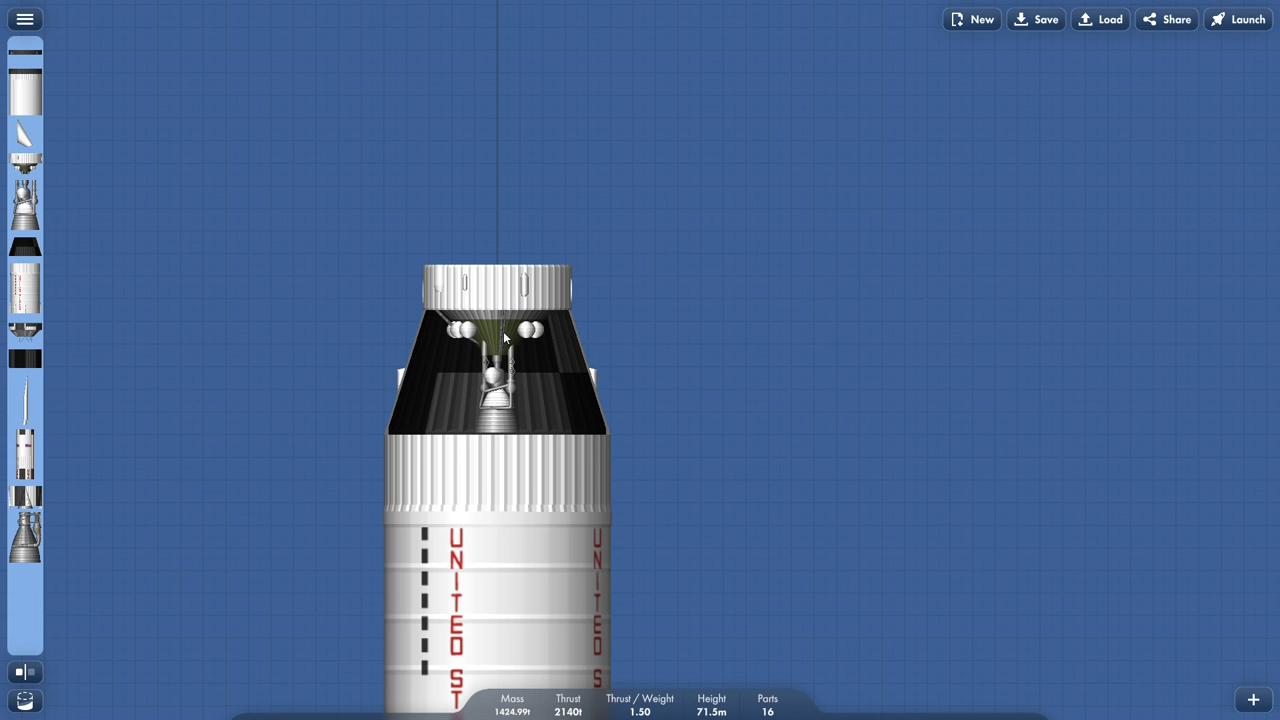 New
Save
Load
Share
Launch
UNITED ST
UNITED S
Mass
1424.99t
Thrust
2140t
Thrust / Weight
1.50
Height
71.5m
Parts
16